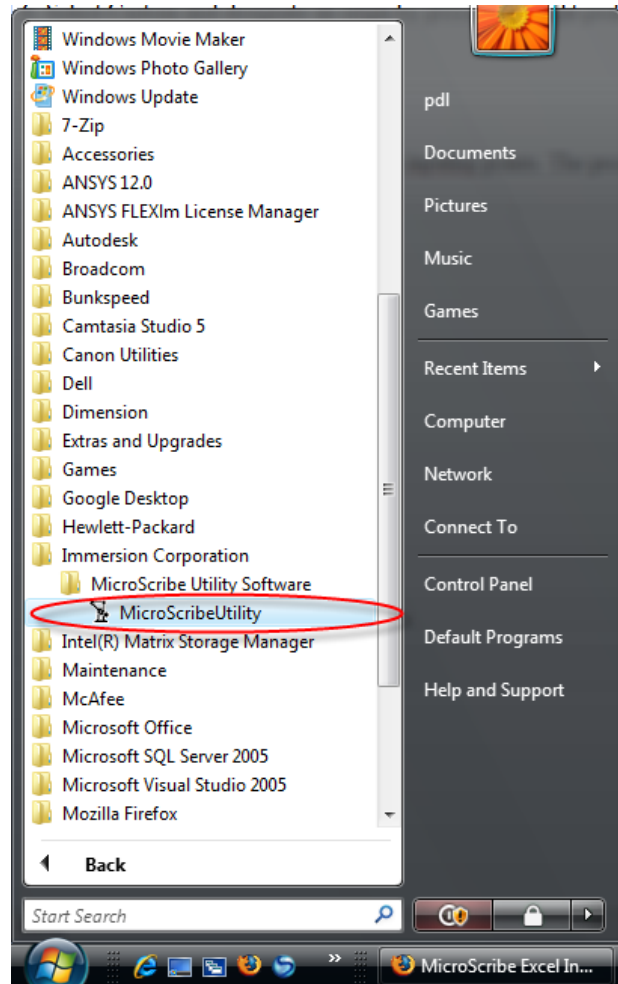 Windows Movie Maker
Windows Photo Gallery
Windows Update
7-Zip
Accessories
ANSYS 12.0
ANSYS FLEXlm License Manager
Autodesk
Broadcom
Bunkspeed
Camtasia Studio 5
Canon Utilities
Dell
Dimension
Extras and Upgrades
Games
Google Desktop
Hewlett-Packard
Immersion Corporation
MicroScribe Utility Software
MicroScribeUtility
Intel(R) Matrix Storage Manager
Maintenance
McAfee
Microsoft Office
Microsoft SQL Server 2005
Microsoft Visual Studio 2005
Mozilla Firefox
Back
Start Search
pdl
Documents
Pictures
Music
Games
Recent Items
Computer
Network
Connect To
Control Panel
Default Programs
Help and Support
MicroScribe Excel In...